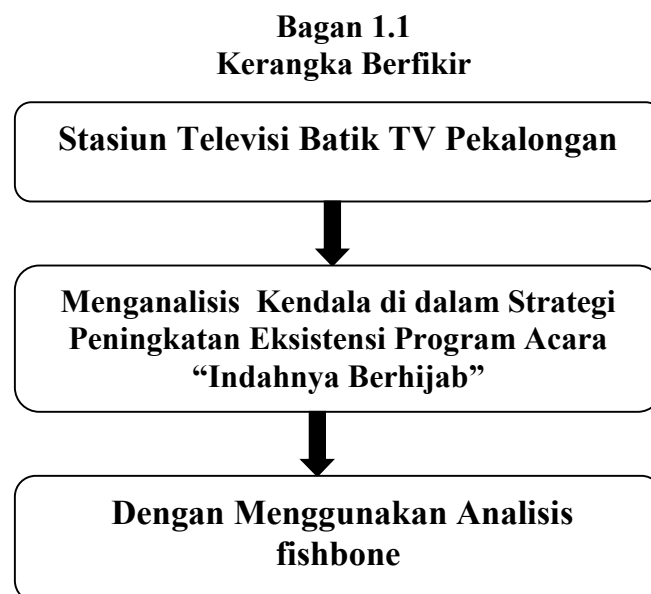 Bagan 1.1
Kerangka Berfikir
Stasiun Televisi Batik TV Pekalongan
Menganalisis Kendala di dalam Strategi
Peningkatan Eksistensi Program Acara
“Indahnya Berhijab”
Dengan Menggunakan Analisis
fishbone